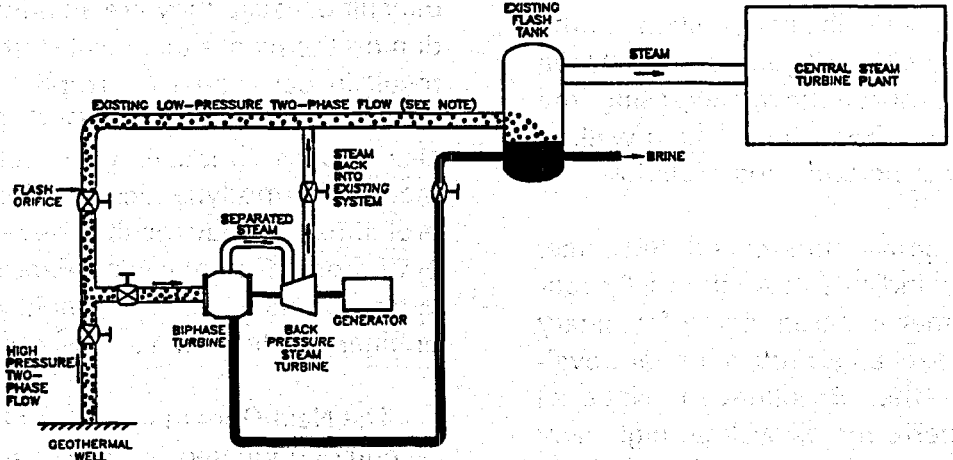 EXISTING
FLASH
TANK
STEAM
CENTRAL STEAM
TURBINE PLANT
EXISTING LOW-PRESSURE TWO-PHASE FLOW (SEE NOTE)
BRINE
STEAM
BACK
INTO
EXISTING
SYSTEM
FLASH
ORIFICE
SEPARATED
STEAM
GENERATOR
BIPHASE
TURBINE
BACK
PRESSURE
STEAM
TURBINE
HIGH
PRESSURE
TWO-
PHASE
FLOW
GEOTHERMAL
WELL